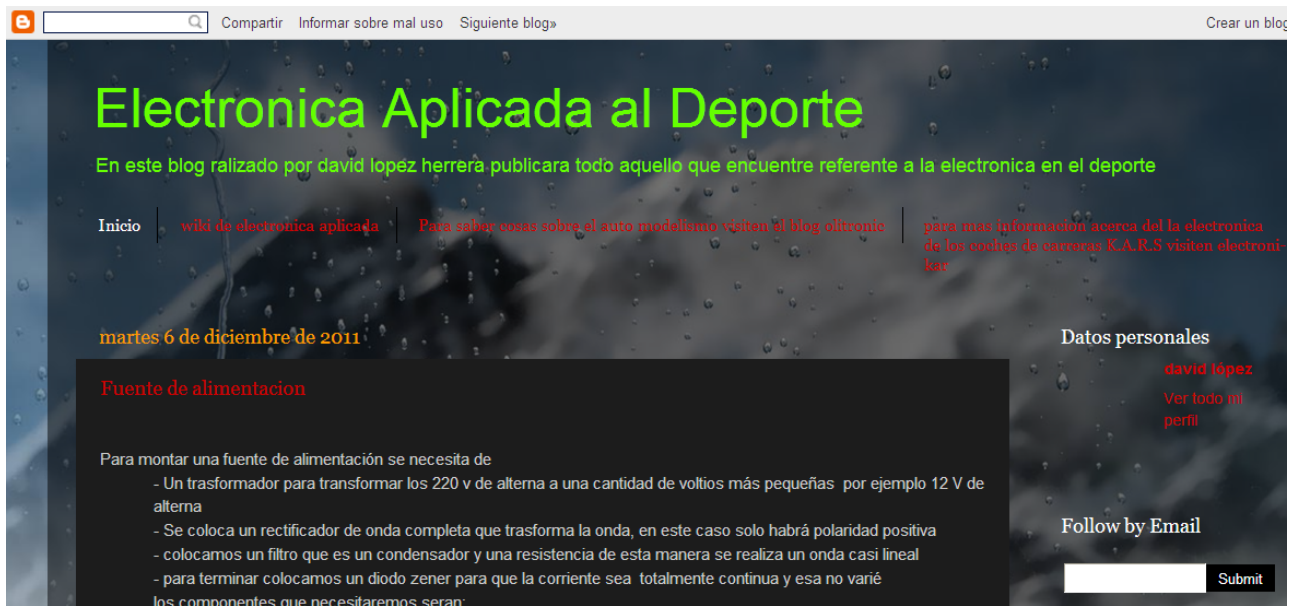 Compartir Informar sobre mal uso Siguiente blog» Crear un blog
Electronica Aplicada al Deporte
En este blog ralizado por david lopez herrera publicara todo aquello que encuentre referente a la electronica en el deporte
Inicio
wiki de electronica aplicada
Para saber cosas sobre el auto modelismo visiten el blog olltronic
para mas informacion acerca del la electronica
de los coches de carreras K.A.R.S visiten electroni-
kar
martes 6 de diciembre de 2011
Fuente de alimentacion
Para montar una fuente de alimentación se necesita de
- Un trasformador para transformar los 220 v de alterna a una cantidad de voltios más pequeñas por ejemplo 12 V de
alterna
- Se coloca un rectificador de onda completa que trasforma la onda, en este caso solo habrá polaridad positiva
- colocamos un filtro que es un condensador y una resistencia de esta manera se realiza un onda casi lineal
- para terminar colocamos un diodo zener para que la corriente sea totalmente continua y esa no varié
los componentes que necesitaremos seran:
Datos personales
david lópez
Ver todo mi
perfil
Follow by Email
Submit